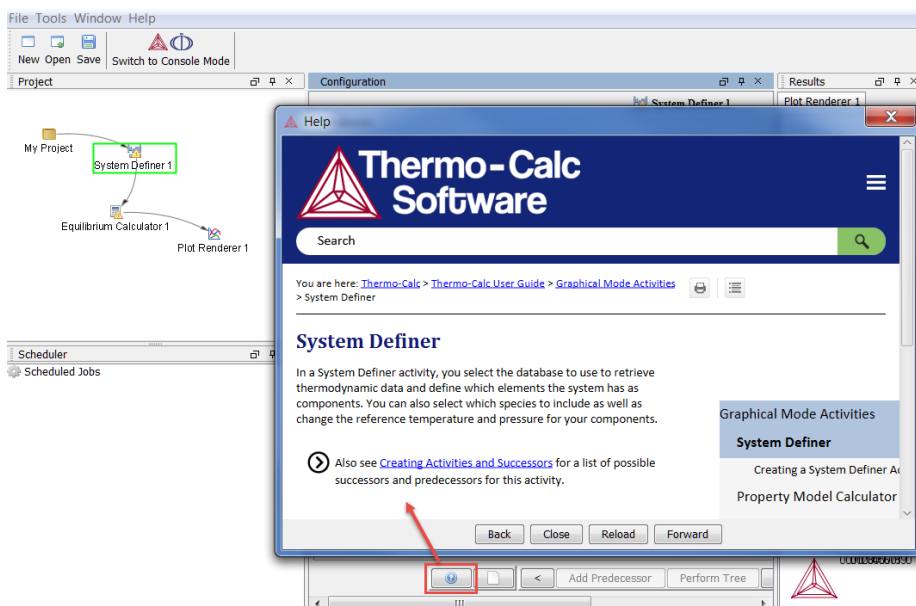 File Tools Window Help
New Open Save Switch to Console Mode
Project
Configuration
Results
System Definer 1
Plot Renderer 1
My Project
System Definer 1
Equilibrium Calculator 1
Plot Renderer 1
Scheduler
Scheduled Jobs
Help
X
Thermo-Calc
Software
Search
You are here: Thermo-Calc > Thermo-Calc User Guide > Graphical Mode Activities
> System Definer
System Definer
In a System Definer activity, you select the database to use to retrieve
thermodynamic data and define which elements the system has as
components. You can also select which species to include as well as
change the reference temperature and pressure for your components.
Also see Creating Activities and Successors for a list of possible
successors and predecessors for this activity.
Graphical Mode Activities
System Definer
Creating a System Definer Ac
Property Model Calculator
Back Close Reload Forward
< Add Predecessor Perform Tree